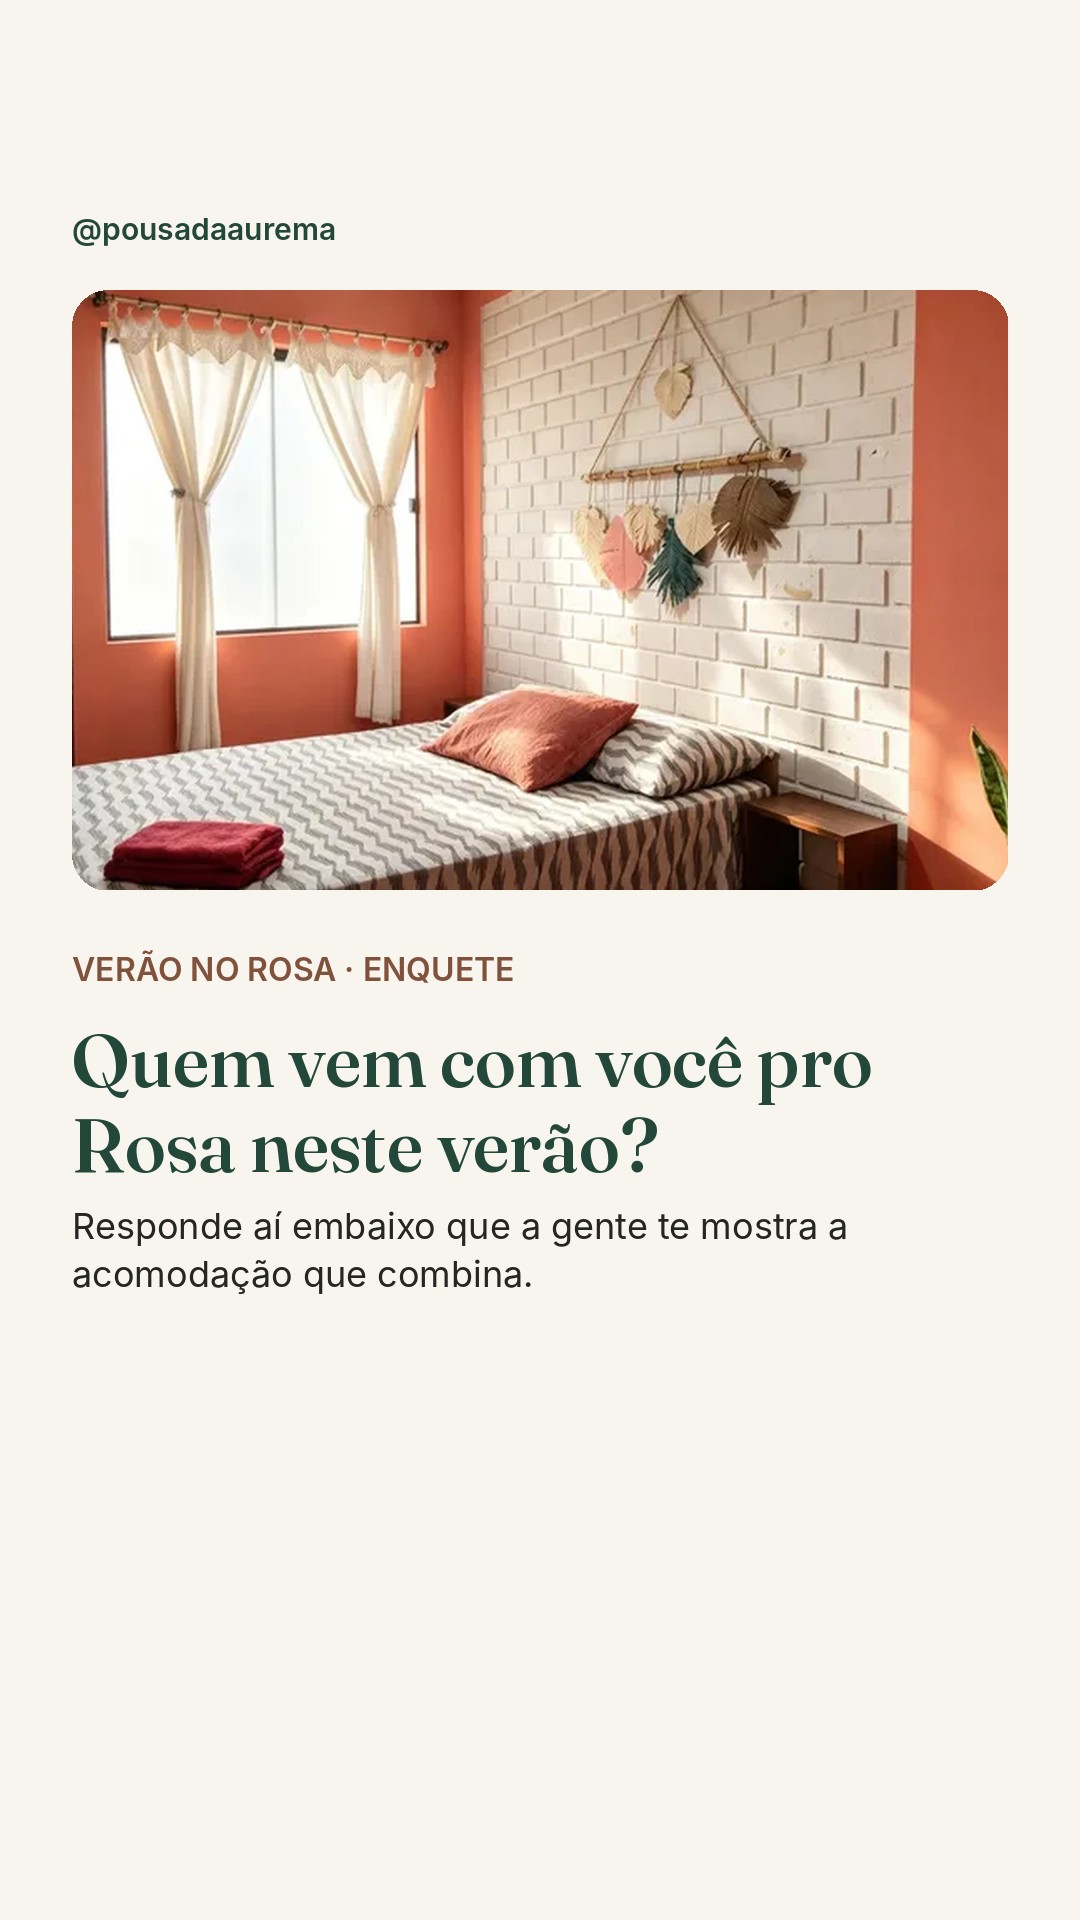 @pousadaaurema
VERÃO NO ROSA · ENQUETE
Quem vem com você pro
Rosa neste verão?
Responde aí embaixo que a gente te mostra a
acomodação que combina.